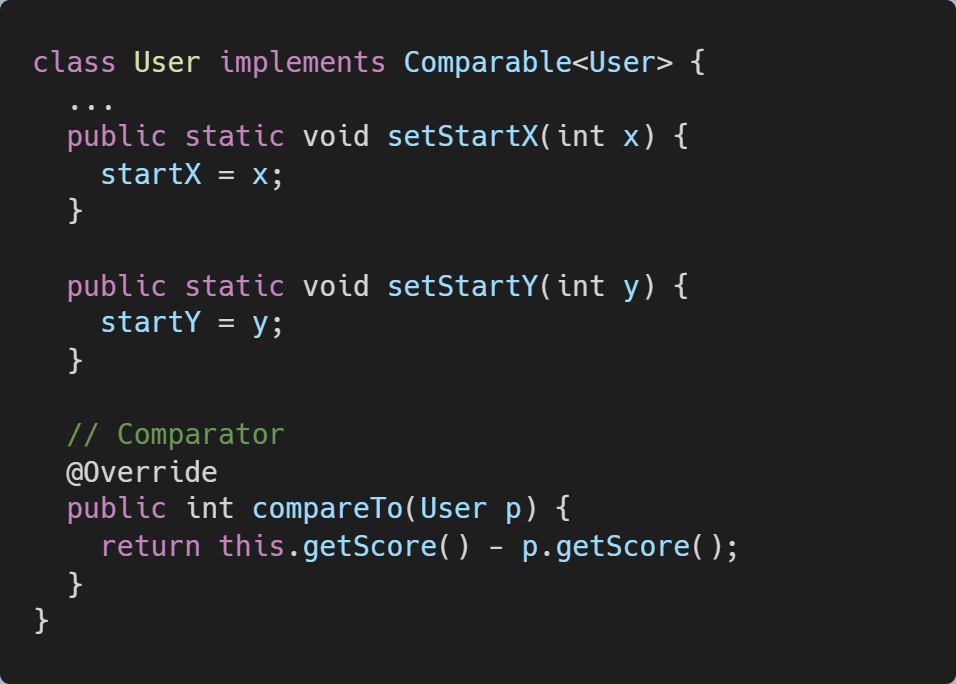 class User implements Comparable<User> {
  ...
  public static void setStartX(int x) {
    startX = x;
  }

  public static void setStartY(int y) {
    startY = y;
  }

  // Comparator
  @Override
  public int compareTo(User p) {
    return this.getScore() - p.getScore();
  }
}